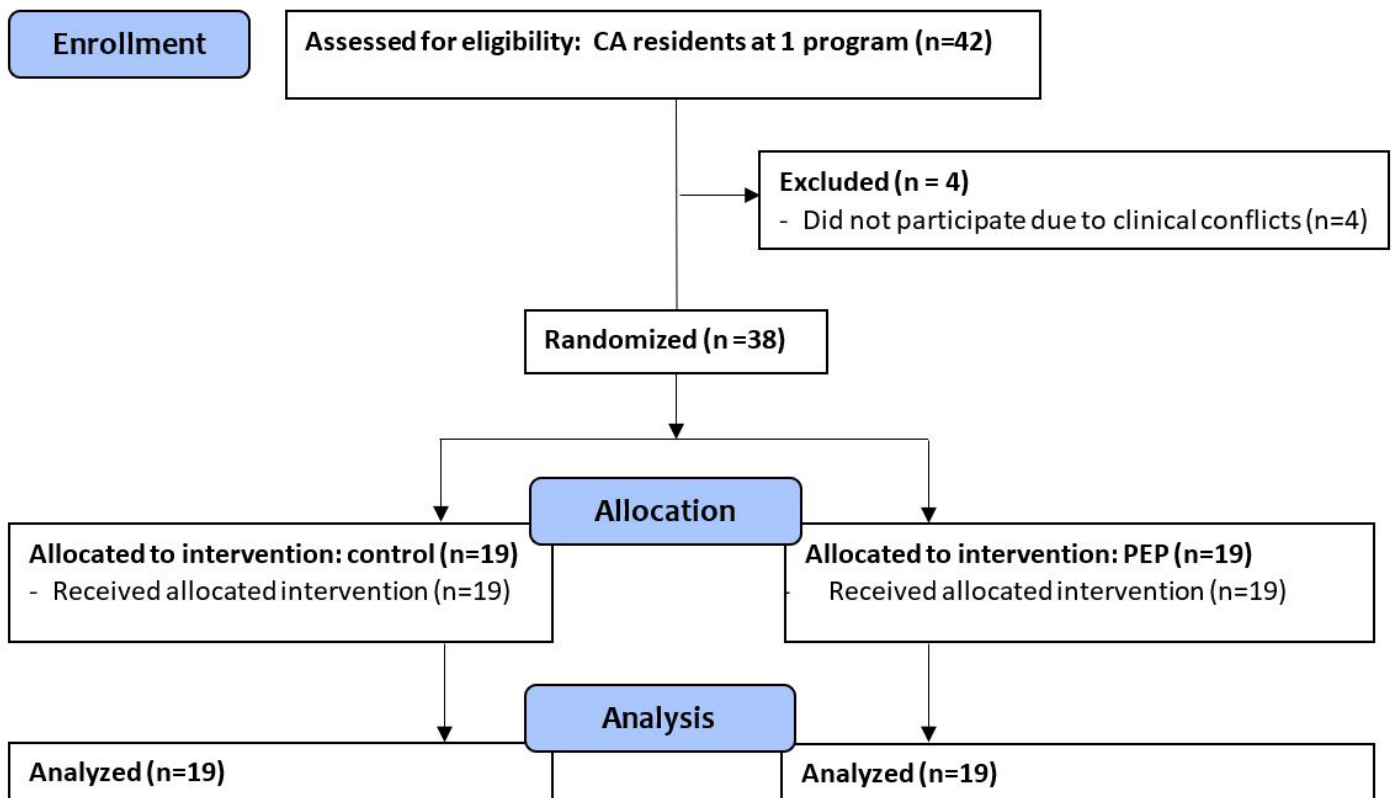 Enrollment
Assessed for eligibility: CA residents at 1 program (n=42)
Excluded (n = 4)
- Did not participate due to clinical conflicts (n=4)
Randomized (n =38)
Allocation
Allocated to intervention: control (n=19)
- Received allocated intervention (n=19)
Allocated to intervention: PEP (n=19)
- Received allocated intervention (n=19)
Analysis
Analyzed (n=19)
Analyzed (n=19)